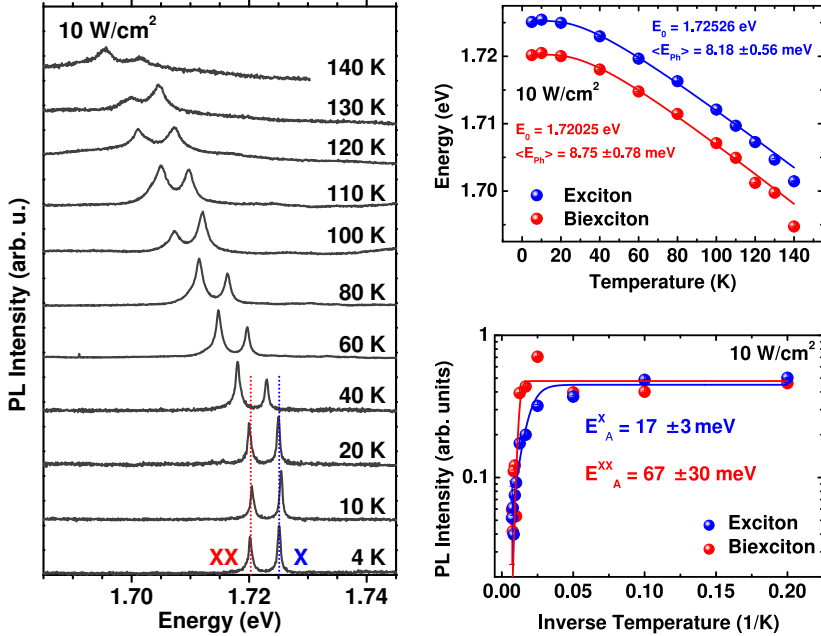 10 W/cm²
140 K
130 K
120 K
110 K
100 K
80 K
60 K
40 K
20 K
10 K
4 K
XX
X
1.70
1.72
1.74
Energy (eV)
PL Intensity (arb. u.)
E₀ = 1.72526 eV
<E_Ph> = 8.18 ±0.56 meV
10 W/cm²
E₀ = 1.72025 eV
<E_Ph> = 8.75 ±0.78 meV
Exciton
Biexciton
1.72
1.71
1.70
Energy (eV)
0
20
40
60
80
100
120
140
Temperature (K)
10 W/cm²
E^X_A = 17 ±3 meV
E^XX_A = 67 ±30 meV
Exciton
Biexciton
1
0.1
PL Intensity (arb. units)
0.00
0.05
0.10
0.15
0.20
Inverse Temperature (1/K)